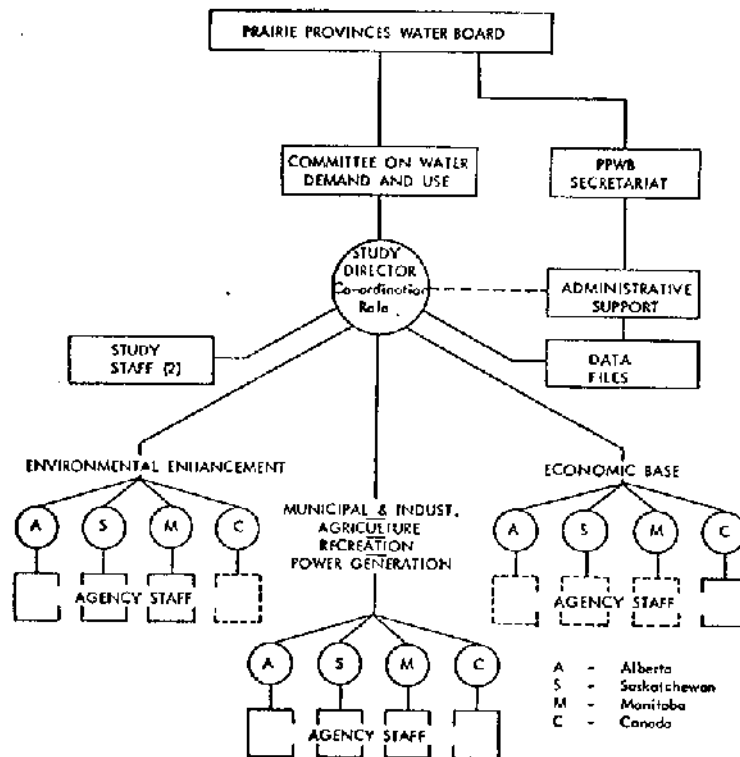 PRAIRIE PROVINCES WATER BOARD
COMMITTEE ON WATER
DEMAND AND USE
PPWB
SECRETARIAT
STUDY
DIRECTOR
Co-ordination
Role
ADMINISTRATIVE
SUPPORT
STUDY
STAFF (2)
DATA
FILES
ENVIRONMENTAL ENHANCEMENT
A S M C
AGENCY STAFF
MUNICIPAL & INDUST.
AGRICULTURE
RECREATION
POWER GENERATION
A S M C
AGENCY STAFF
ECONOMIC BASE
A S M C
AGENCY STAFF
A - Alberta
S - Saskatchewan
M - Manitoba
C - Canada